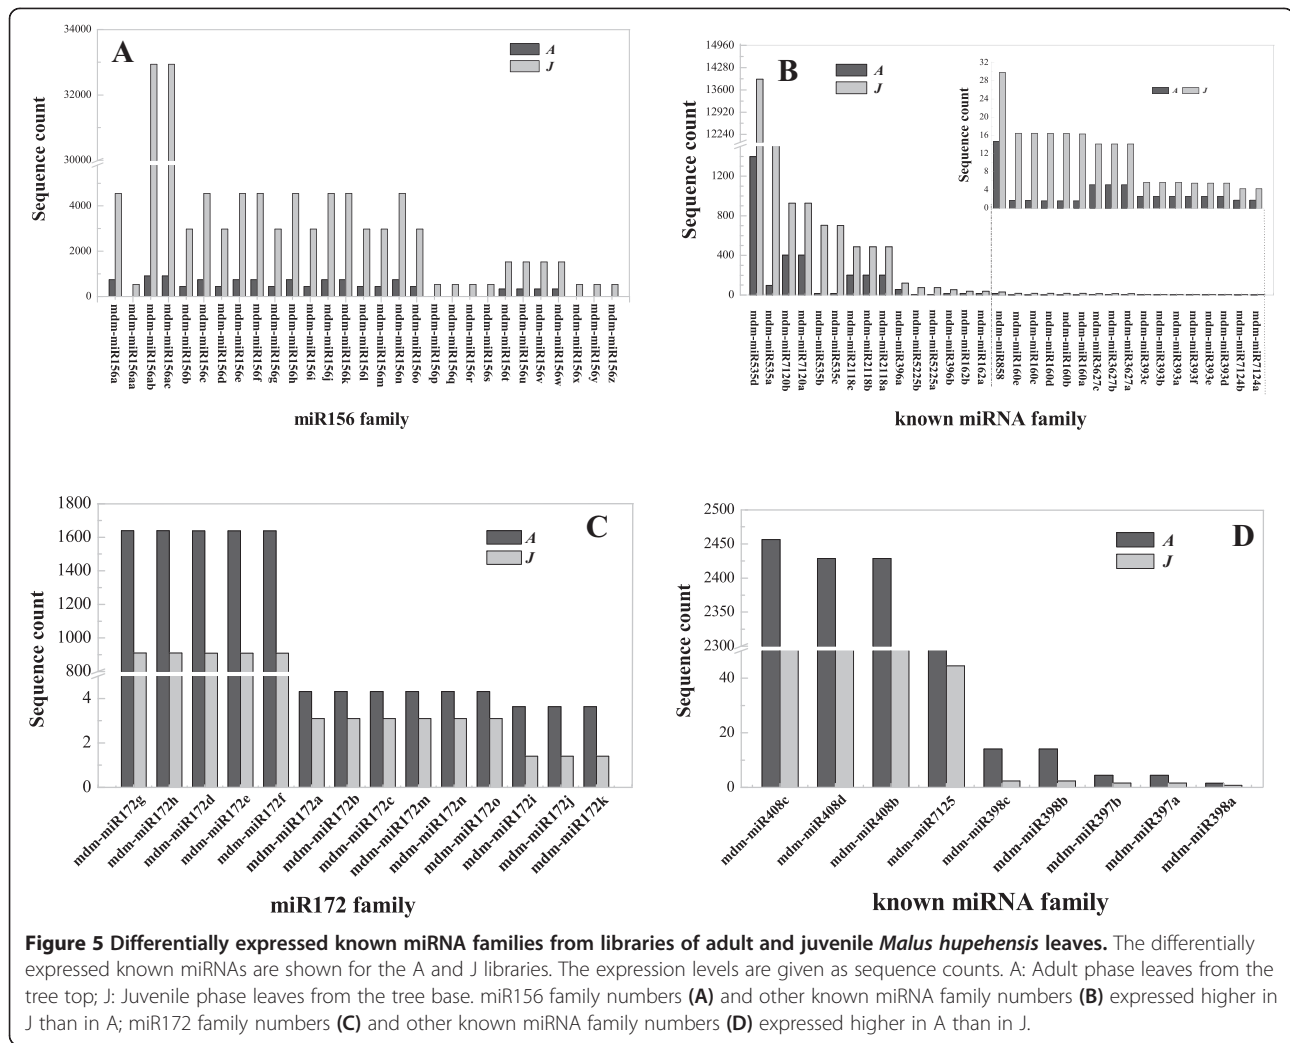 A
A
J
Sequence count
34000
32000
30000
4000
2000
0
mdm-miR156a
mdm-miR156aa
mdm-miR156ab
mdm-miR156ac
mdm-miR156b
mdm-miR156c
mdm-miR156d
mdm-miR156e
mdm-miR156f
mdm-miR156g
mdm-miR156h
mdm-miR156i
mdm-miR156j
mdm-miR156k
mdm-miR156l
mdm-miR156m
mdm-miR156n
mdm-miR156o
mdm-miR156p
mdm-miR156q
mdm-miR156r
mdm-miR156s
mdm-miR156t
mdm-miR156u
mdm-miR156v
mdm-miR156w
mdm-miR156x
mdm-miR156y
mdm-miR156z
miR156 family
B
A
J
Sequence count
14960
14280
13600
12920
12240
1200
800
400
0
Sequence count
32
28
24
20
16
12
8
4
0
A J
mdm-miR535d
mdm-miR535a
mdm-miR7120b
mdm-miR7120a
mdm-miR535b
mdm-miR535c
mdm-miR2118c
mdm-miR2118b
mdm-miR2118a
mdm-miR396a
mdm-miR5225b
mdm-miR5225a
mdm-miR396b
mdm-miR162b
mdm-miR162a
mdm-miR858
mdm-miR160e
mdm-miR160c
mdm-miR160d
mdm-miR160b
mdm-miR160a
mdm-miR3627c
mdm-miR3627b
mdm-miR3627a
mdm-miR393c
mdm-miR393b
mdm-miR393a
mdm-miR393f
mdm-miR393e
mdm-miR393d
mdm-miR7124b
mdm-miR7124a
known miRNA family
C
A
J
Sequence count
1800
1600
1400
1200
1000
800
4
2
0
mdm-miR172g
mdm-miR172h
mdm-miR172d
mdm-miR172e
mdm-miR172f
mdm-miR172a
mdm-miR172b
mdm-miR172c
mdm-miR172m
mdm-miR172n
mdm-miR172o
mdm-miR172i
mdm-miR172j
mdm-miR172k
miR172 family
D
A
J
Sequence count
2500
2450
2400
2350
2300
40
20
0
mdm-miR408c
mdm-miR408d
mdm-miR408b
mdm-miR7125
mdm-miR398c
mdm-miR398b
mdm-miR397b
mdm-miR397a
mdm-miR398a
known miRNA family
Figure 5 Differentially expressed known miRNA families from libraries of adult and juvenile Malus hupehensis leaves. The differentially
expressed known miRNAs are shown for the A and J libraries. The expression levels are given as sequence counts. A: Adult phase leaves from the
tree top; J: Juvenile phase leaves from the tree base. miR156 family numbers (A) and other known miRNA family numbers (B) expressed higher in
J than in A; miR172 family numbers (C) and other known miRNA family numbers (D) expressed higher in A than in J.